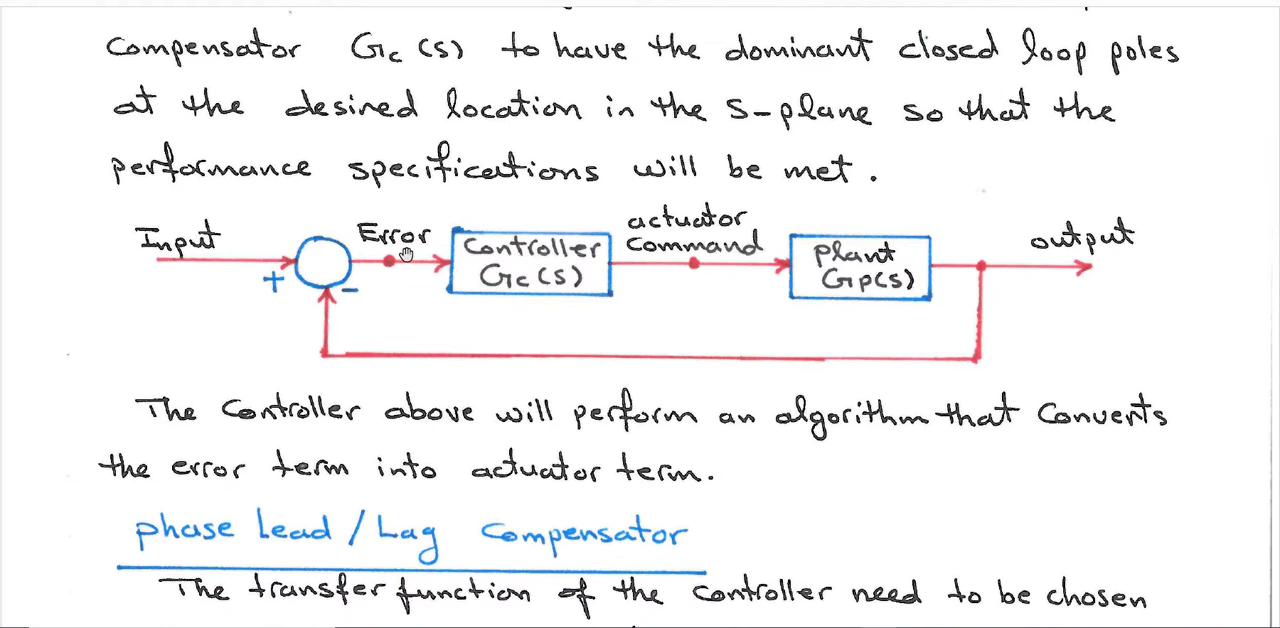 Compensator Gc(s) to have the dominant closed loop poles
at the desired location in the S-plane so that the
performance specifications will be met.
Input
+
-
Error
Controller
Gc(s)
actuator
command
plant
Gp(s)
output
The Controller above will perform an algorithm that Converts
the error term into actuator term.
phase Lead / Lag Compensator
The transfer function of the controller need to be chosen